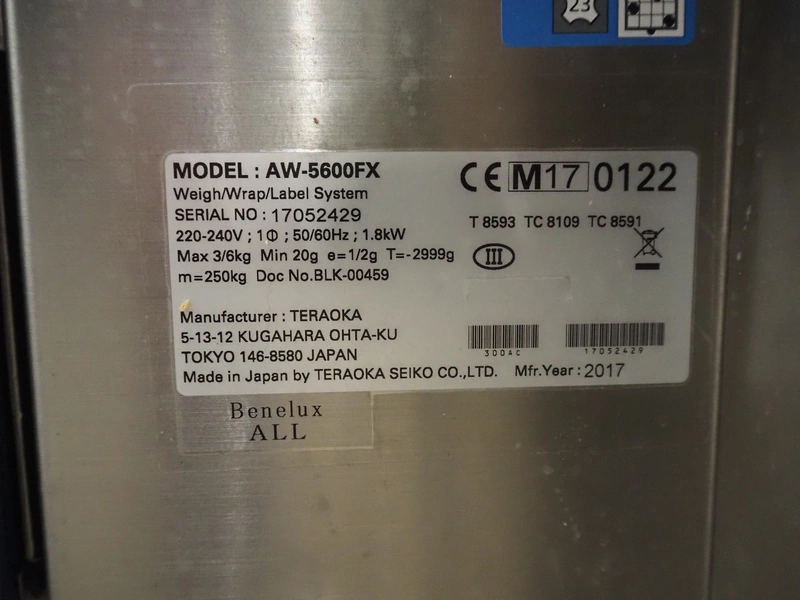 23
MODEL : AW-5600FX
Weigh/Wrap/Label System
SERIAL NO : 17052429
220-240V ; 1Φ ; 50/60Hz ; 1.8kW
Max 3/6kg Min 20g e=1/2g T=-2999g
m=250kg Doc No.BLK-00459
CE M17 0122
T 8593 TC 8109 TC 8591
III
Manufacturer : TERAOKA
5-13-12 KUGAHARA OHTA-KU
TOKYO 146-8580 JAPAN
Made in Japan by TERAOKA SEIKO CO.,LTD. Mfr.Year : 2017
300AC
17052429
Benelux
ALL